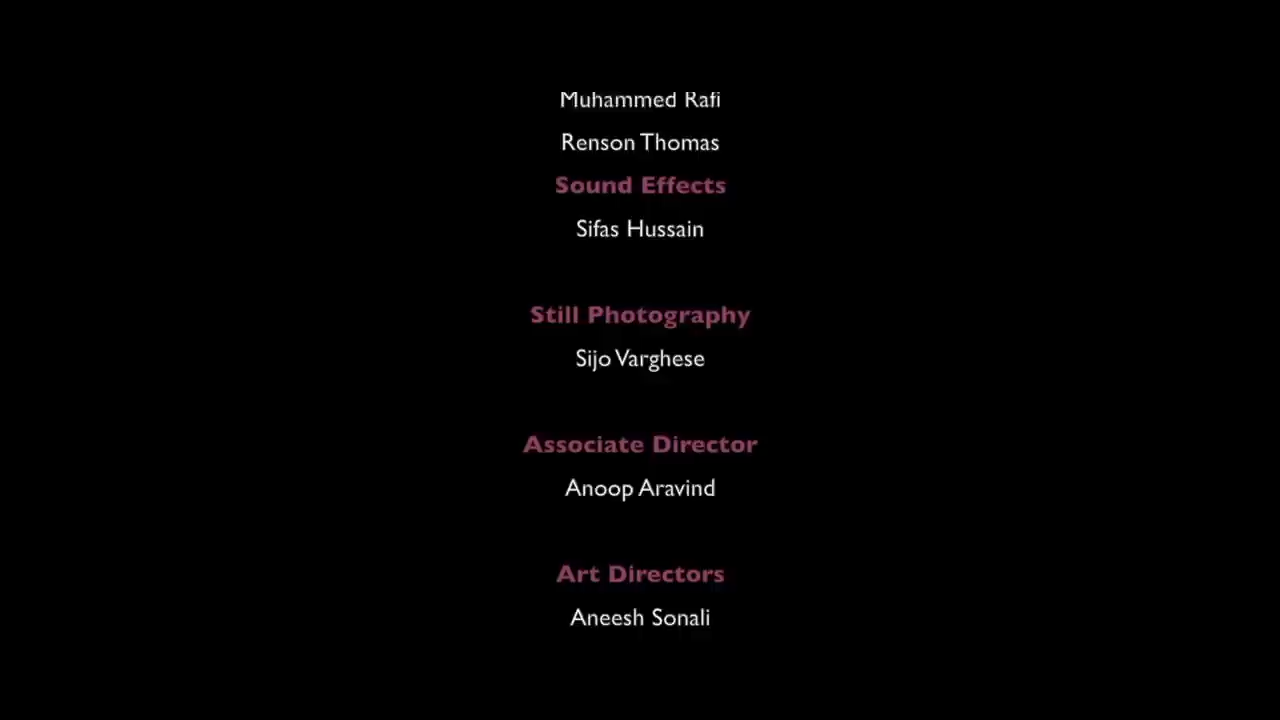 Muhammed Rafi
Renson Thomas
Sound Effects
Sifas Hussain
Still Photography
Sijo Varghese
Associate Director
Anoop Aravind
Art Directors
Aneesh Sonali